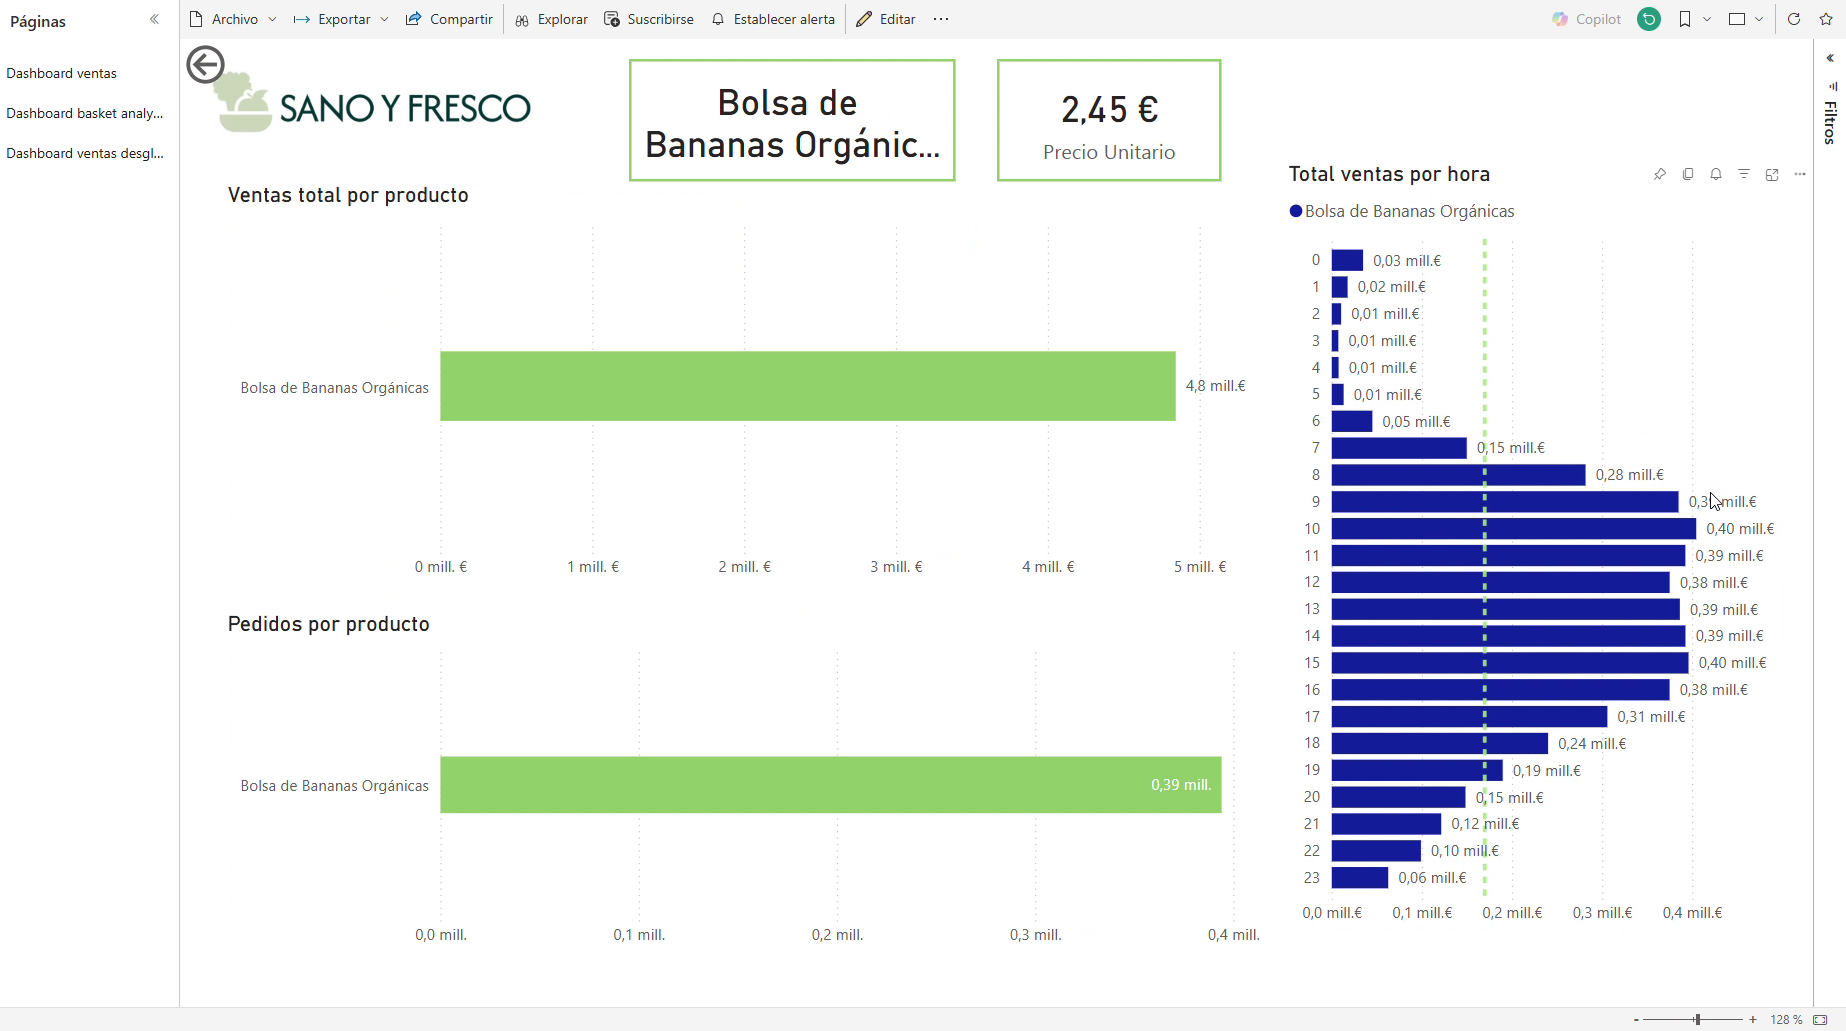 Páginas
Dashboard ventas
Dashboard basket analy...
Dashboard ventas desgl...
Archivo
Exportar
Compartir
Explorar
Suscribirse
Establecer alerta
Editar
Copilot
Filtros
SANO Y FRESCO
Bolsa de
Bananas Orgánic...
2,45 €
Precio Unitario
Ventas total por producto
Bolsa de Bananas Orgánicas
4,8 mill.€
0 mill. €
1 mill. €
2 mill. €
3 mill. €
4 mill. €
5 mill. €
Pedidos por producto
Bolsa de Bananas Orgánicas
0,39 mill.
0,0 mill.
0,1 mill.
0,2 mill.
0,3 mill.
0,4 mill.
Total ventas por hora
Bolsa de Bananas Orgánicas
0 0,03 mill.€
1 0,02 mill.€
2 0,01 mill.€
3 0,01 mill.€
4 0,01 mill.€
5 0,01 mill.€
6 0,05 mill.€
7 0,15 mill.€
8 0,28 mill.€
9 mill.€
10 0,40 mill.€
11 0,39 mill.€
12 0,38 mill.€
13 0,39 mill.€
14 0,39 mill.€
15 0,40 mill.€
16 0,38 mill.€
17 0,31 mill.€
18 0,24 mill.€
19 0,19 mill.€
20 0,15 mill.€
21 0,12 mill.€
22 0,10 mill.€
23 0,06 mill.€
0,0 mill.€
0,1 mill.€
0,2 mill.€
0,3 mill.€
0,4 mill.€
- + 128 %